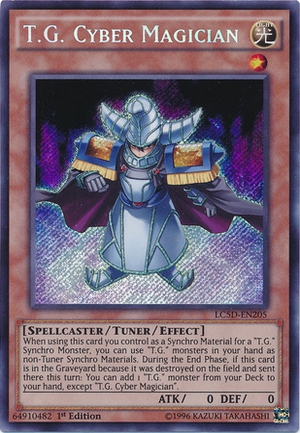 T.G. Cyber Magician
LIGHT
光
LC5D-EN205
[Spellcaster/Tuner/Effect]
When using this card you control as a Synchro Material for a "T.G."
Synchro Monster, you can use "T.G." monsters in your hand as
non-Tuner Synchro Materials. During the End Phase, if this card
is in the Graveyard because it was destroyed on the field and sent
there this turn: You can add 1 "T.G." monster from your Deck to
your hand, except "T.G. Cyber Magician".
ATK/ 0 DEF/ 0
64910482 1st Edition ©1996 KAZUKI TAKAHASHI